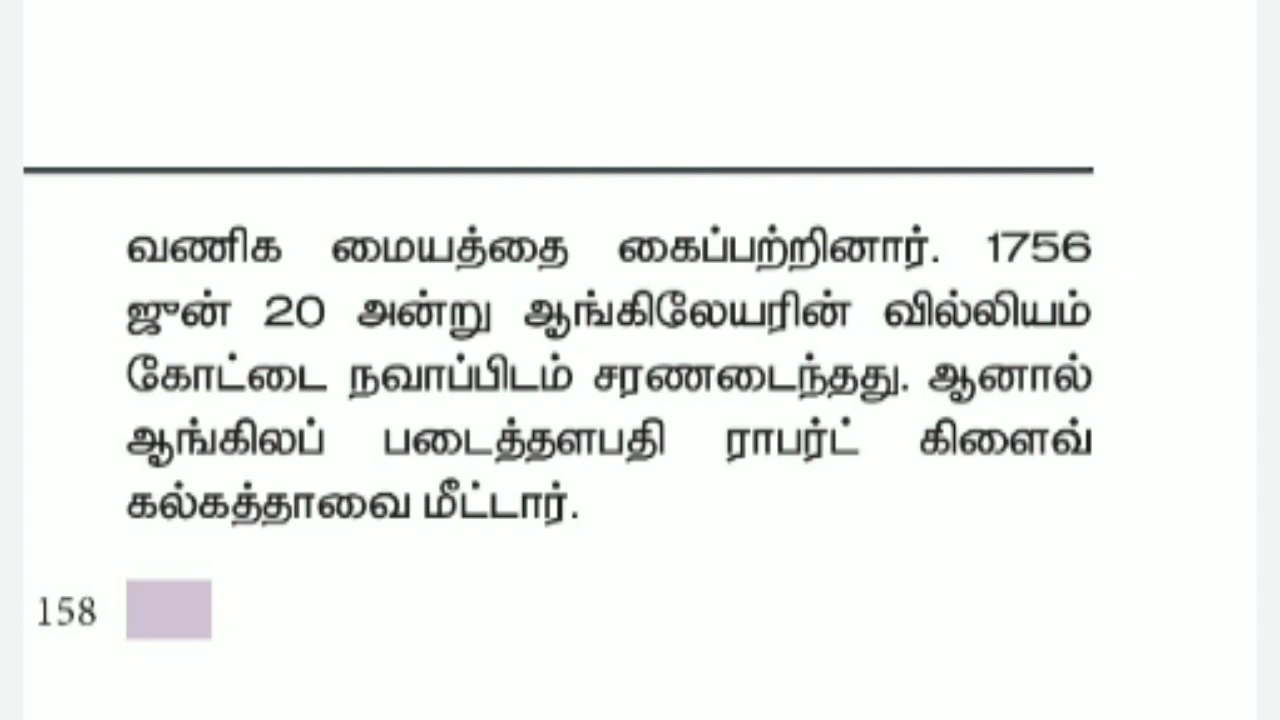 வணிக மையத்தை கைப்பற்றினார். 1756
ஜுன் 20 அன்று ஆங்கிலேயரின் வில்லியம்
கோட்டை நவாப்பிடம் சரணடைந்தது. ஆனால்
ஆங்கிலப் படைத்தளபதி ராபர்ட் கிளைவ்
கல்கத்தாவை மீட்டார்.
158